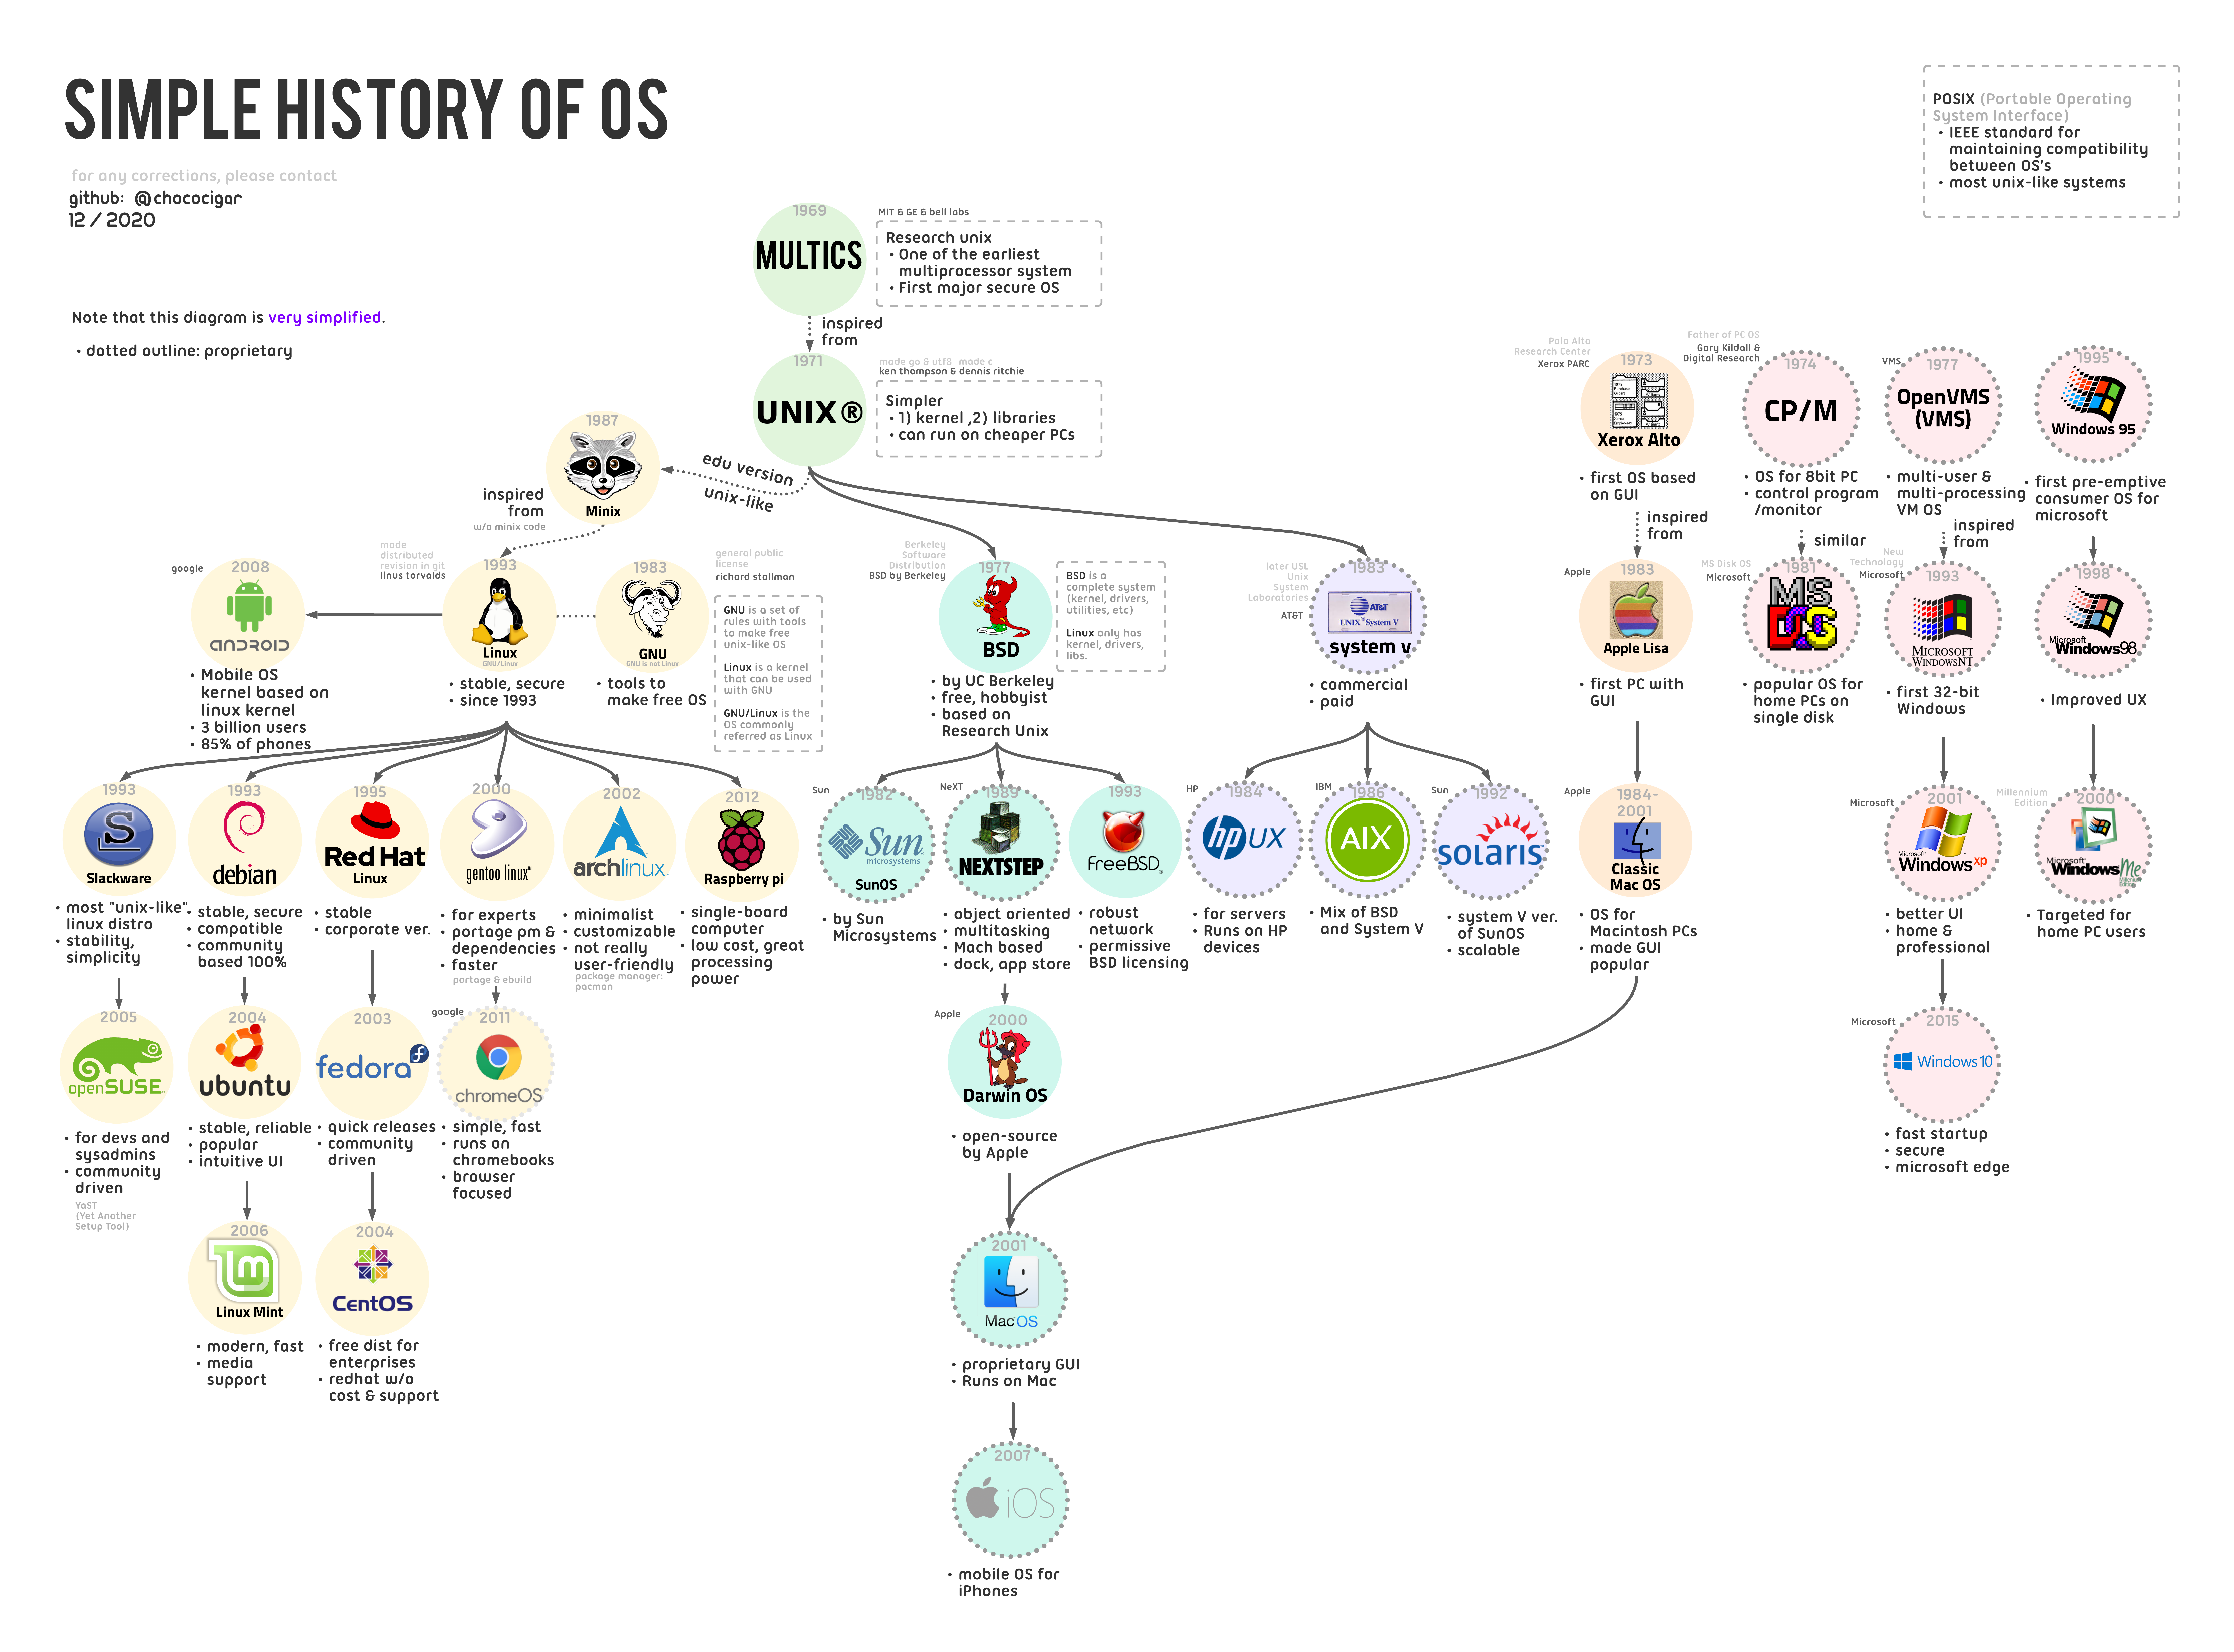 SIMPLE HISTORY OF OS
for any corrections, please contact
github: @chococigar
12 / 2020
Note that this diagram is very simplified.
• dotted outline: proprietary
POSIX (Portable Operating
System Interface)
• IEEE standard for
maintaining compatibility
between OS's
• most unix-like systems
1969
MULTICS
MIT & GE & bell labs
Research unix
• One of the earliest
multiprocessor system
• First major secure OS
inspired
from
1971
UNIX®
made go & utf8 made c
ken thompson & dennis ritchie
Simpler
• 1) kernel ,2) libraries
• can run on cheaper PCs
edu version
unix-like
1987
Minix
inspired
from
w/o minix code
google
2008
ANDROID
• Mobile OS
kernel based on
linux kernel
• 3 billion users
• 85% of phones
made
distributed
revision in git
linus torvalds
1993
Linux
GNU/Linux
• stable, secure
• since 1993
1983
GNU
GNU is not Linux
• tools to
make free OS
general public
license
richard stallman
GNU is a set of
rules with tools
to make free
unix-like OS
Linux is a kernel
that can be used
with GNU
GNU/Linux is the
OS commonly
referred as Linux
Berkeley
Software
Distribution
BSD by Berkeley
1977
BSD
BSD is a
complete system
(kernel, drivers,
utilities, etc)
Linux only has
kernel, drivers,
libs.
• by UC Berkeley
• free, hobbyist
• based on
Research Unix
later USL
Unix
System
Laboratories
AT&T
1983
AT&T
UNIX® System V
system v
• commercial
• paid
Palo Alto
Research Center
Xerox PARC
1973
Xerox Alto
• first OS based
on GUI
inspired
from
Apple
1983
Apple Lisa
• first PC with
GUI
Father of PC OS
Gary Kildall &
Digital Research
1974
CP/M
• OS for 8bit PC
• control program
/monitor
similar
MS Disk OS
Microsoft
1981
MS
DOS
• popular OS for
home PCs on
single disk
VMS
1977
OpenVMS
(VMS)
• multi-user &
multi-processing
VM OS
inspired
from
New
Technology
Microsoft
1993
MICROSOFT
WINDOWSNT
• first 32-bit
Windows
1995
Windows 95
• first pre-emptive
consumer OS for
microsoft
1998
Microsoft
Windows98
• Improved UX
1993
Slackware
• most "unix-like"
linux distro
• stability,
simplicity
1993
debian
• stable, secure
• compatible
• community
based 100%
1995
Red Hat
Linux
• stable
• corporate ver.
2000
gentoo linux
• for experts
• portage pm &
dependencies
• faster
portage & ebuild
2002
archlinux
• minimalist
• customizable
• not really
user-friendly
package manager:
pacman
2012
Raspberry pi
• single-board
computer
• low cost, great
processing
power
Sun
1982
Sun
microsystems
SunOS
• by Sun
Microsystems
NeXT
1989
NEXTSTEP
• object oriented
• multitasking
• Mach based
• dock, app store
1993
FreeBSD®
• robust
network
• permissive
BSD licensing
HP
1984
hp UX
• for servers
• Runs on HP
devices
IBM
1986
AIX
• Mix of BSD
and System V
Sun
1992
solaris
• system V ver.
of SunOS
• scalable
Apple
1984-
2001
Classic
Mac OS
• OS for
Macintosh PCs
• made GUI
popular
Microsoft
2001
Microsoft
Windows xp
• better UI
• home &
professional
Millennium
Edition
2000
Microsoft
Windows Me
Millennium
Edition
• Targeted for
home PC users
2005
openSUSE
• for devs and
sysadmins
• community
driven
YaST
(Yet Another
Setup Tool)
2004
ubuntu
• stable, reliable
• popular
• intuitive UI
2003
fedora
• quick releases
• community
driven
google
2011
chromeOS
• simple, fast
• runs on
chromebooks
• browser
focused
Apple
2000
Darwin OS
• open-source
by Apple
Microsoft
2015
Windows 10
• fast startup
• secure
• microsoft edge
2006
Linux Mint
• modern, fast
• media
support
2004
CentOS
• free dist for
enterprises
• redhat w/o
cost & support
2001
MacOS
• proprietary GUI
• Runs on Mac
2007
iOS
• mobile OS for
iPhones